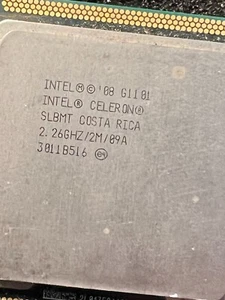 INTEL®©'08 G1101
INTEL® CELERON®
SLBMT COSTA RICA
2.26GHZ/2M/09A
3011B516 e4